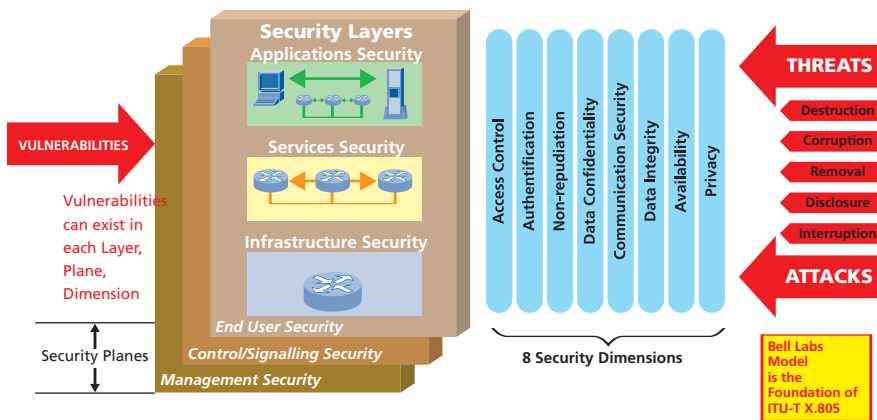 Security Layers
Applications Security
Services Security
Infrastructure Security
End User Security
Control/Signalling Security
Management Security
VULNERABILITIES
Vulnerabilities
can exist in
each Layer,
Plane,
Dimension
Security Planes
Access Control
Authentification
Non-repudiation
Data Confidentiality
Communication Security
Data Integrity
Availability
Privacy
8 Security Dimensions
THREATS
Destruction
Corruption
Removal
Disclosure
Interruption
ATTACKS
Bell Labs
Model
is the
Foundation of
ITU-T X.805